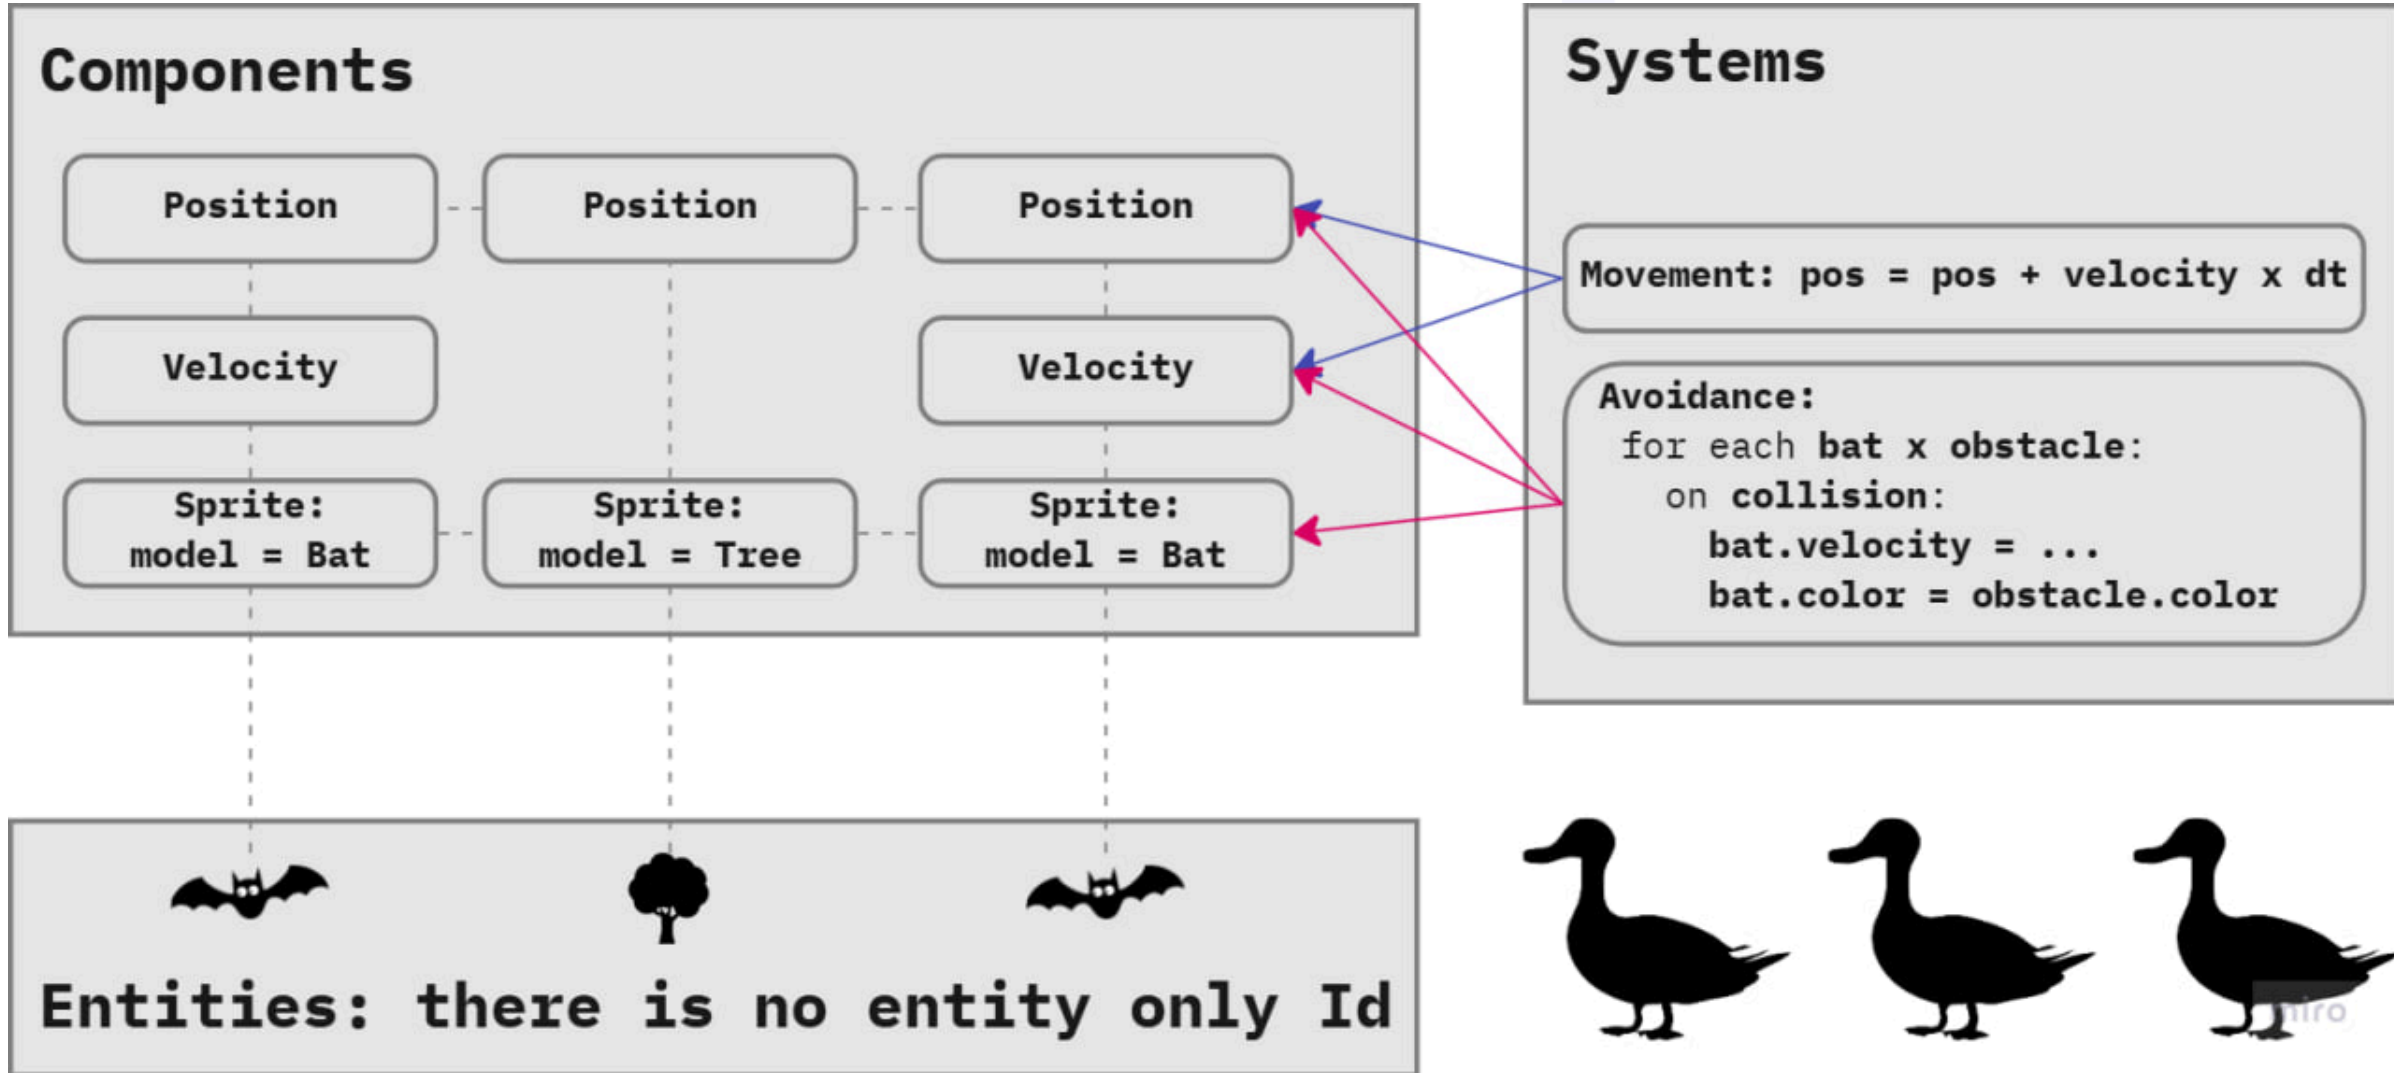 Components
Systems
Position
Position
Position
Movement: pos = pos + velocity x dt
Velocity
Velocity
Avoidance:
for each bat x obstacle:
on collision:
bat.velocity = ...
bat.color = obstacle.color
Sprite:
model = Bat
Sprite:
model = Tree
Sprite:
model = Bat
Entities: there is no entity only Id
miro